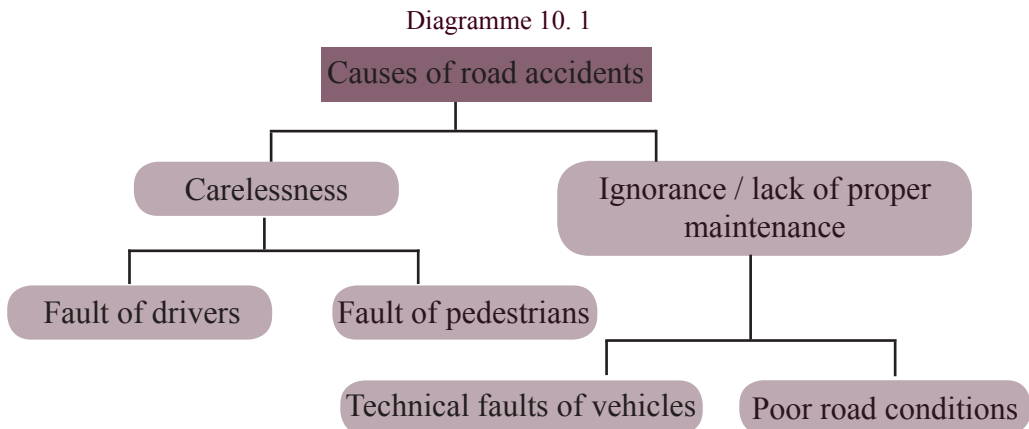 Diagramme 10. 1
Causes of road accidents
Carelessness
Ignorance / lack of proper
maintenance
Fault of drivers
Fault of pedestrians
Technical faults of vehicles
Poor road conditions